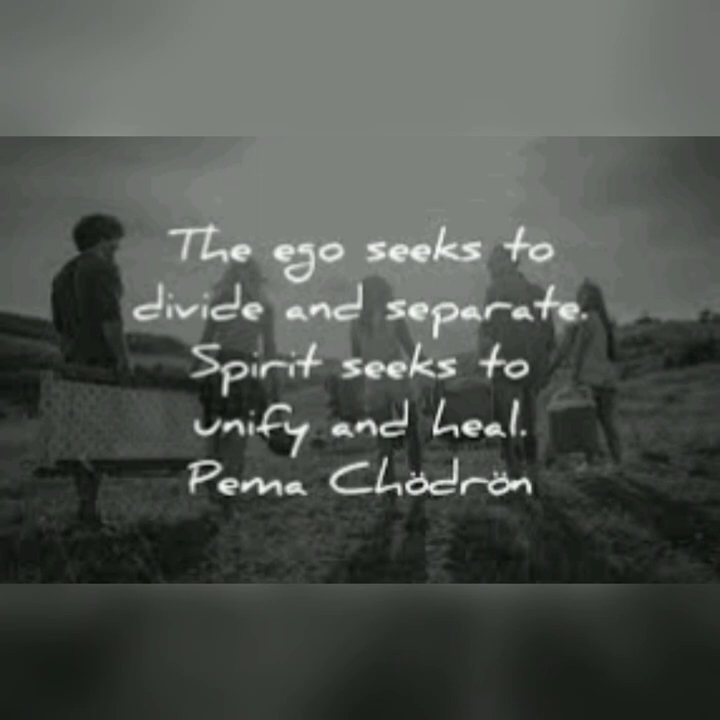 The ego seeks to
divide and separate.
Spirit seeks to
unify and heal.
Pema Chödrön